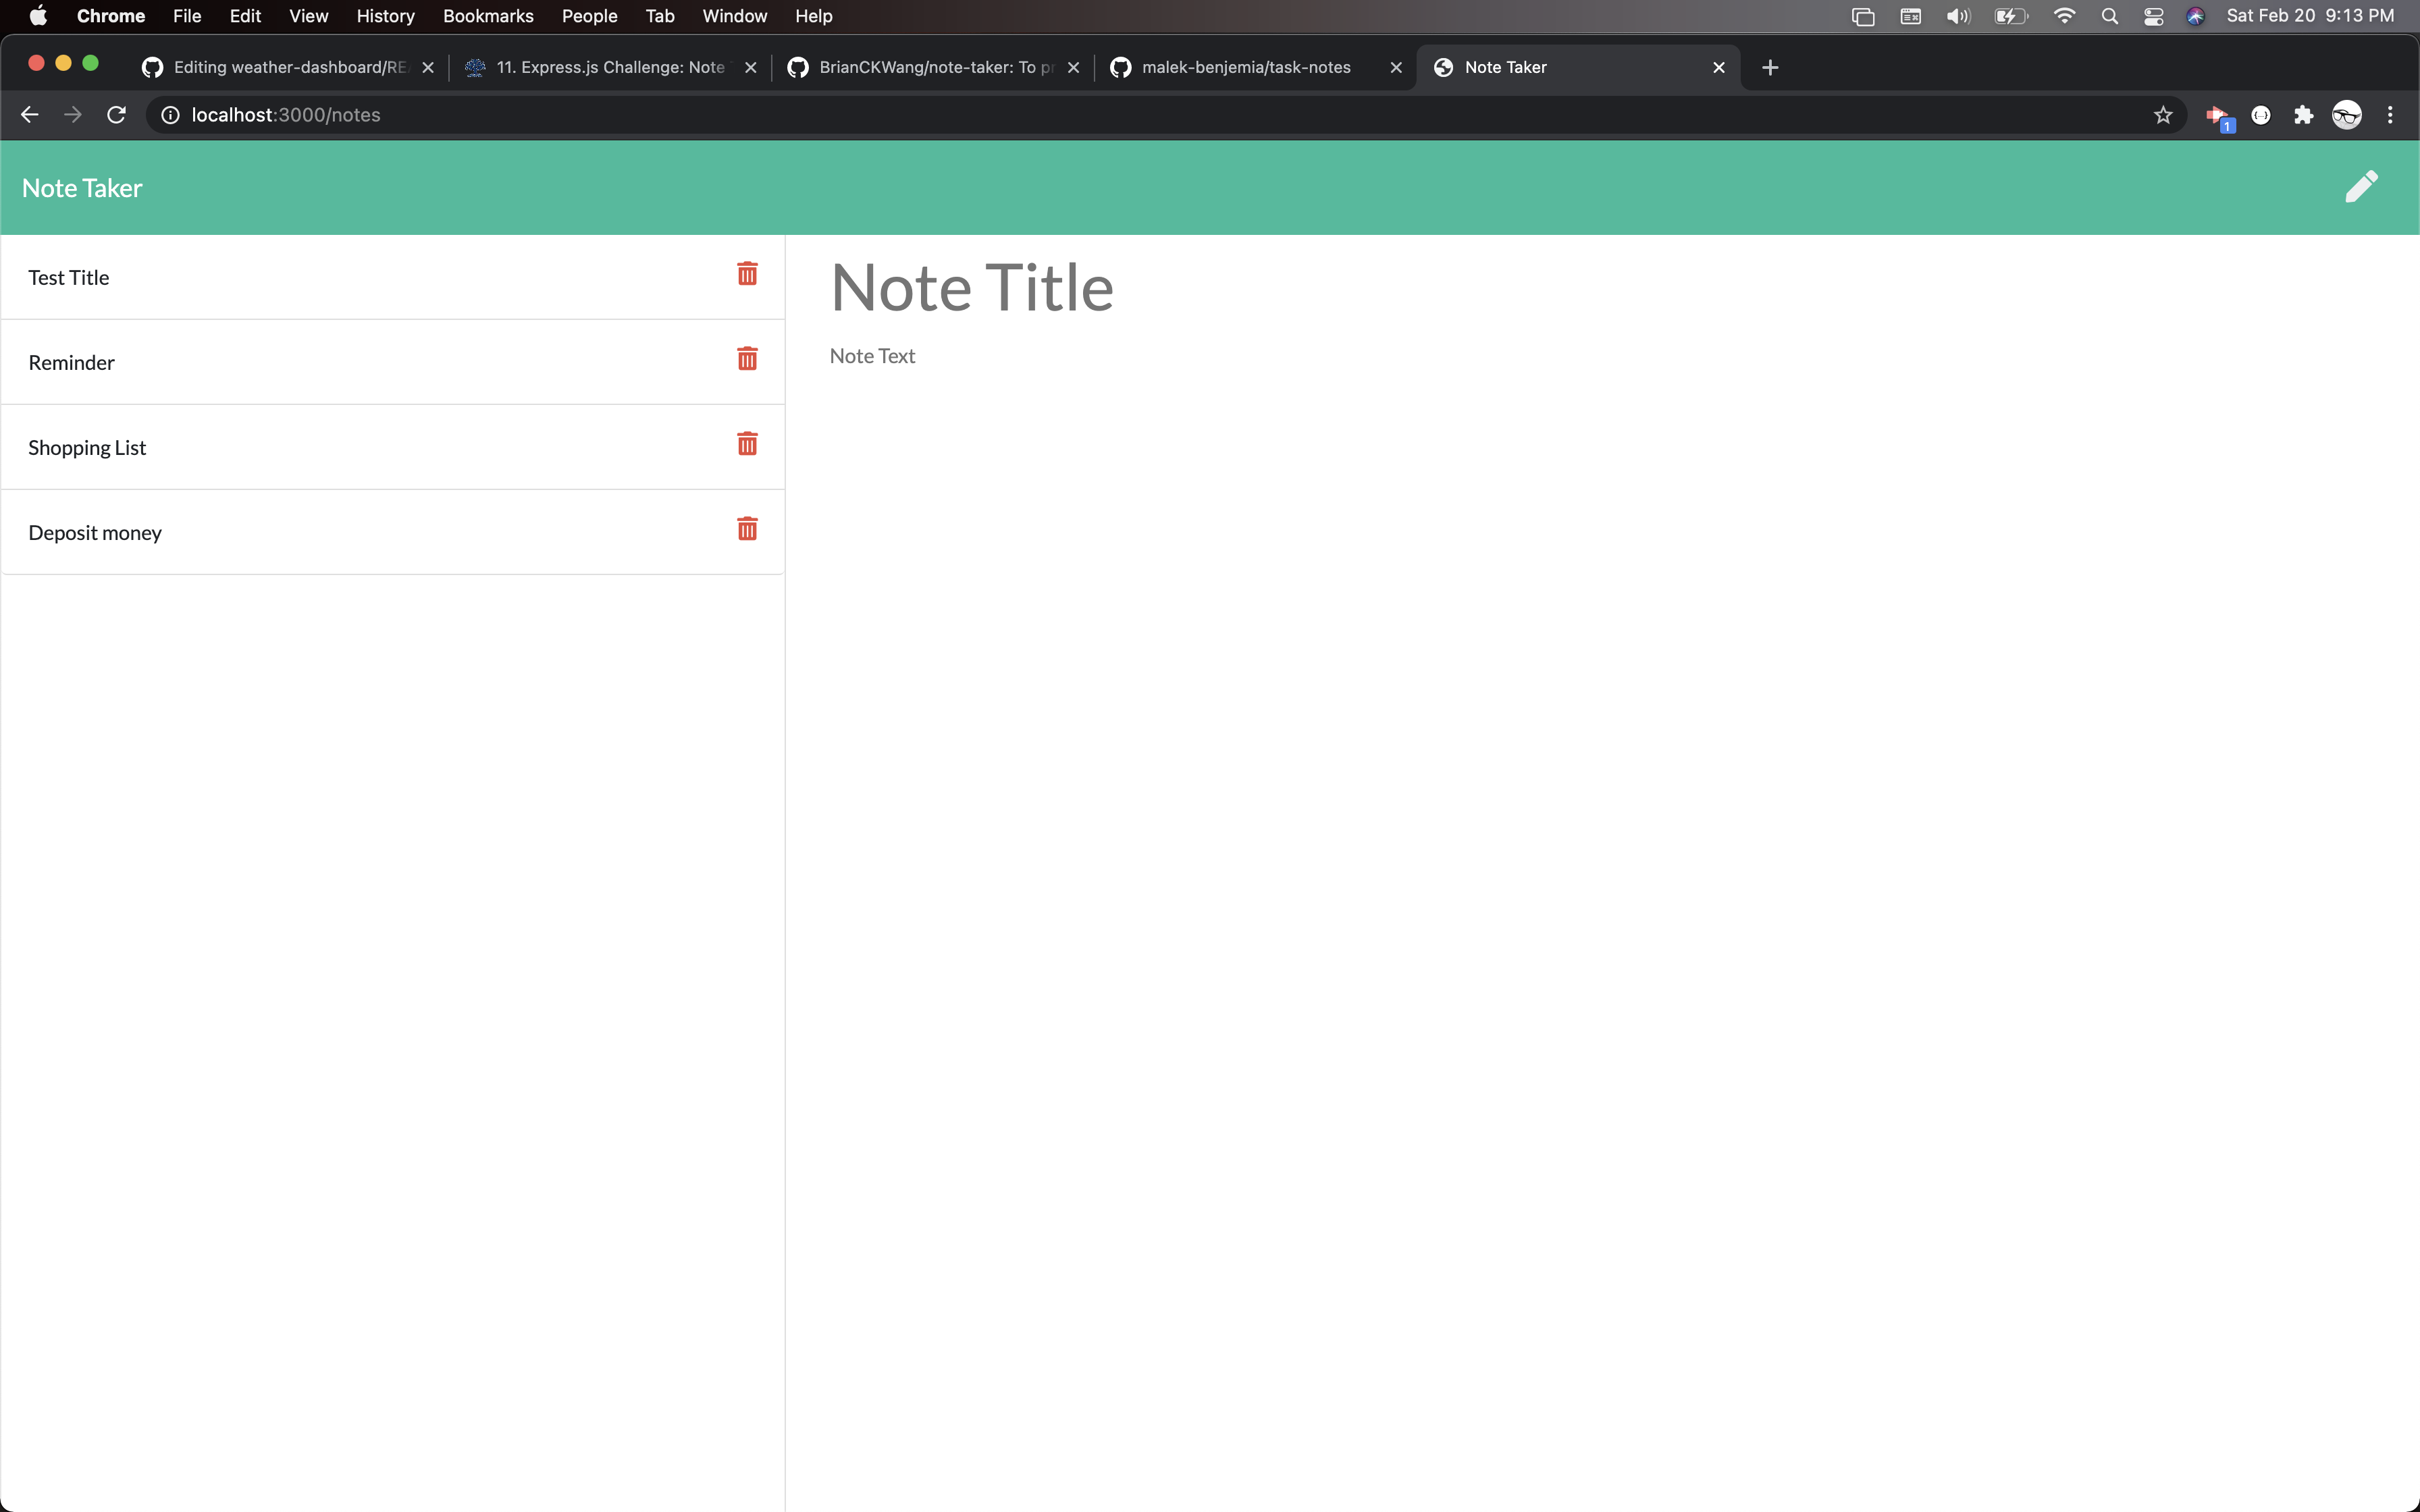 Chrome File Edit View History Bookmarks People Tab Window Help Sat Feb 20 9:13 PM
Editing weather-dashboard/RE 11. Express.js Challenge: Note BrianCKWang/note-taker: To pr malek-benjemia/task-notes Note Taker
localhost:3000/notes 1
Note Taker
Test Title
Reminder
Shopping List
Deposit money
Note Title
Note Text